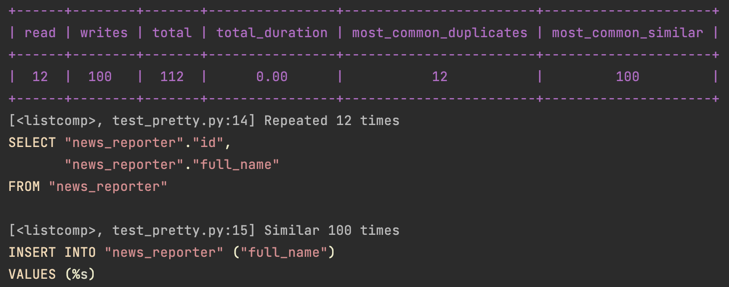 +------+--------+-------+----------------+------------------------+---------------------+
| read | writes | total | total_duration | most_common_duplicates | most_common_similar |
+------+--------+-------+----------------+------------------------+---------------------+
|  12  |  100   |  112  |      0.00      |           12           |         100         |
+------+--------+-------+----------------+------------------------+---------------------+
[<listcomp>, test_pretty.py:14] Repeated 12 times
SELECT "news_reporter"."id",
       "news_reporter"."full_name"
FROM "news_reporter"

[<listcomp>, test_pretty.py:15] Similar 100 times
INSERT INTO "news_reporter" ("full_name")
VALUES (%s)